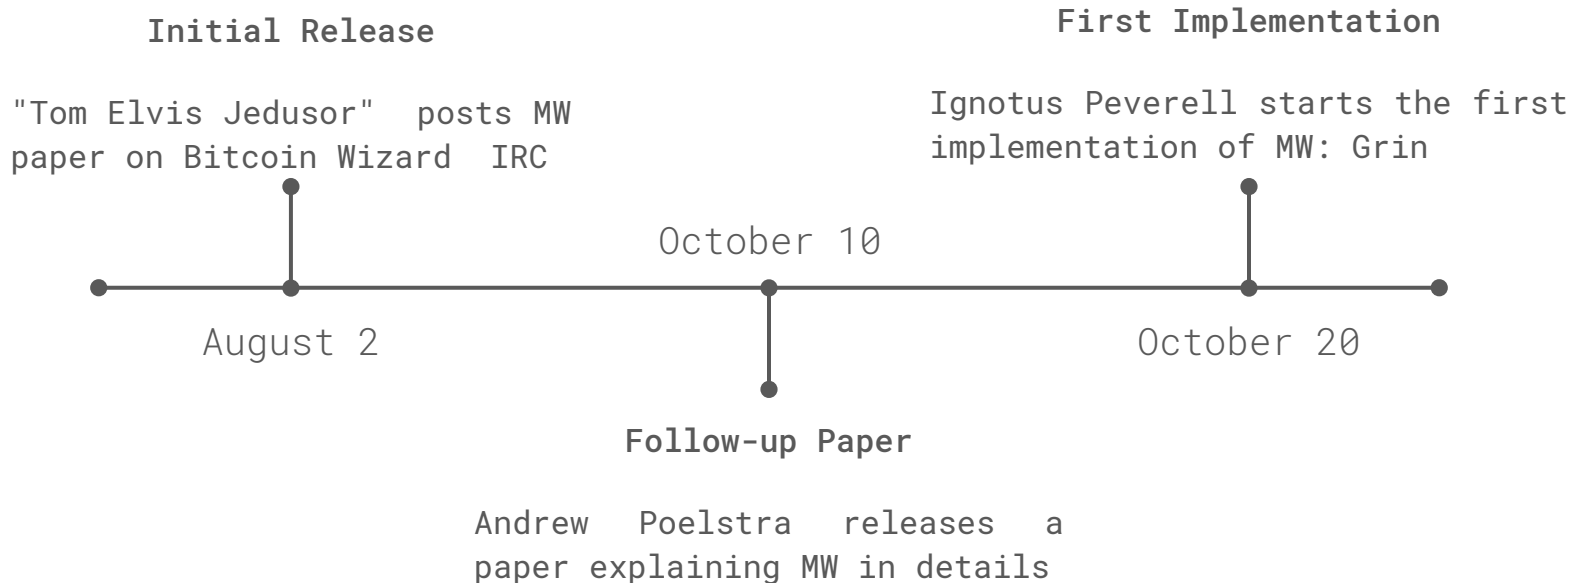 Initial Release
"Tom Elvis Jedusor" posts MW
paper on Bitcoin Wizard IRC
First Implementation
Ignotus Peverell starts the first
implementation of MW: Grin
October 10
August 2
October 20
Follow-up Paper
Andrew Poelstra releases a
paper explaining MW in details